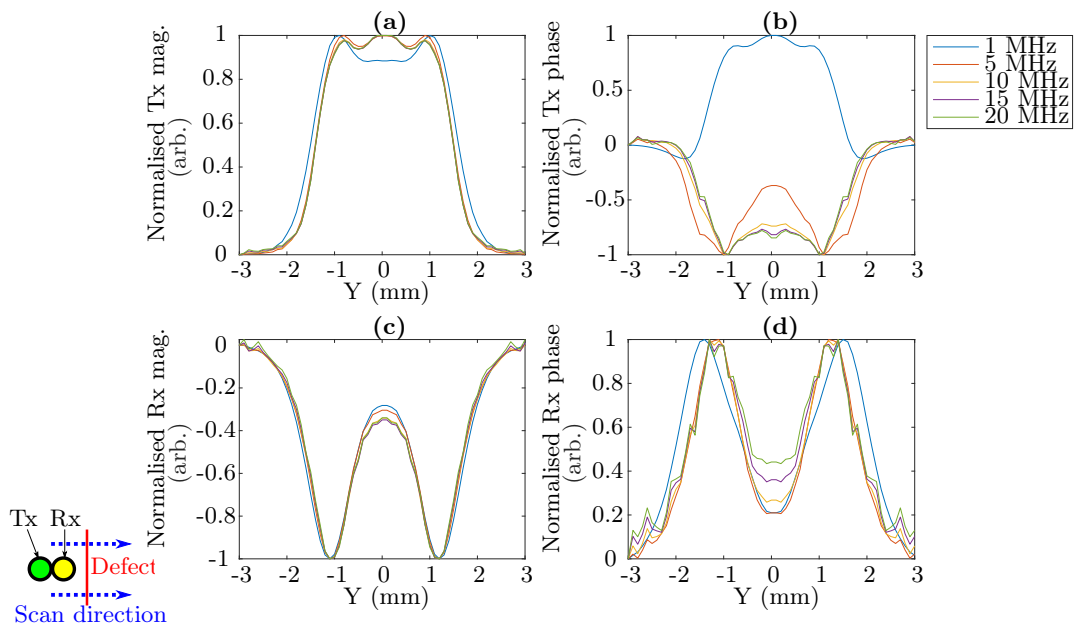 (a)
Normalised Tx mag.
(arb.)
1
0.8
0.6
0.4
0.2
0
-3 -2 -1 0 1 2 3
Y (mm)
(b)
Normalised Tx phase
1
0.5
0
-0.5
-1
-3 -2 -1 0 1 2 3
Y (mm)
1 MHz
5 MHz
10 MHz
15 MHz
20 MHz
(c)
Normalised Rx mag.
(arb.)
0
-0.2
-0.4
-0.6
-0.8
-1
-3 -2 -1 0 1 2 3
Y (mm)
(d)
Normalised Rx phase
(arb.)
1
0.8
0.6
0.4
0.2
0
-3 -2 -1 0 1 2 3
Y (mm)
Tx Rx
Defect
Scan direction